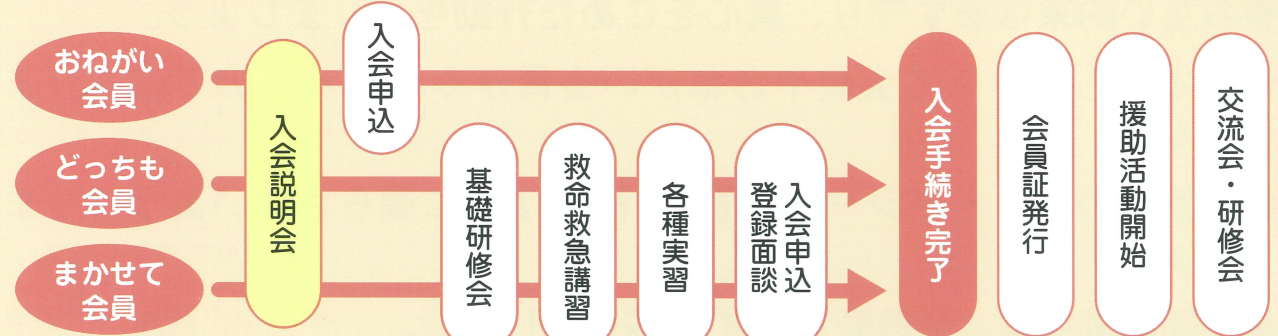 おねがい
会員
どっちも
会員
まかせて
会員
入会説明会
入会申込
基礎研修会
救命救急講習
各種実習
入会申込
登録面談
入会手続き完了
会員証発行
援助活動開始
交流会・研修会